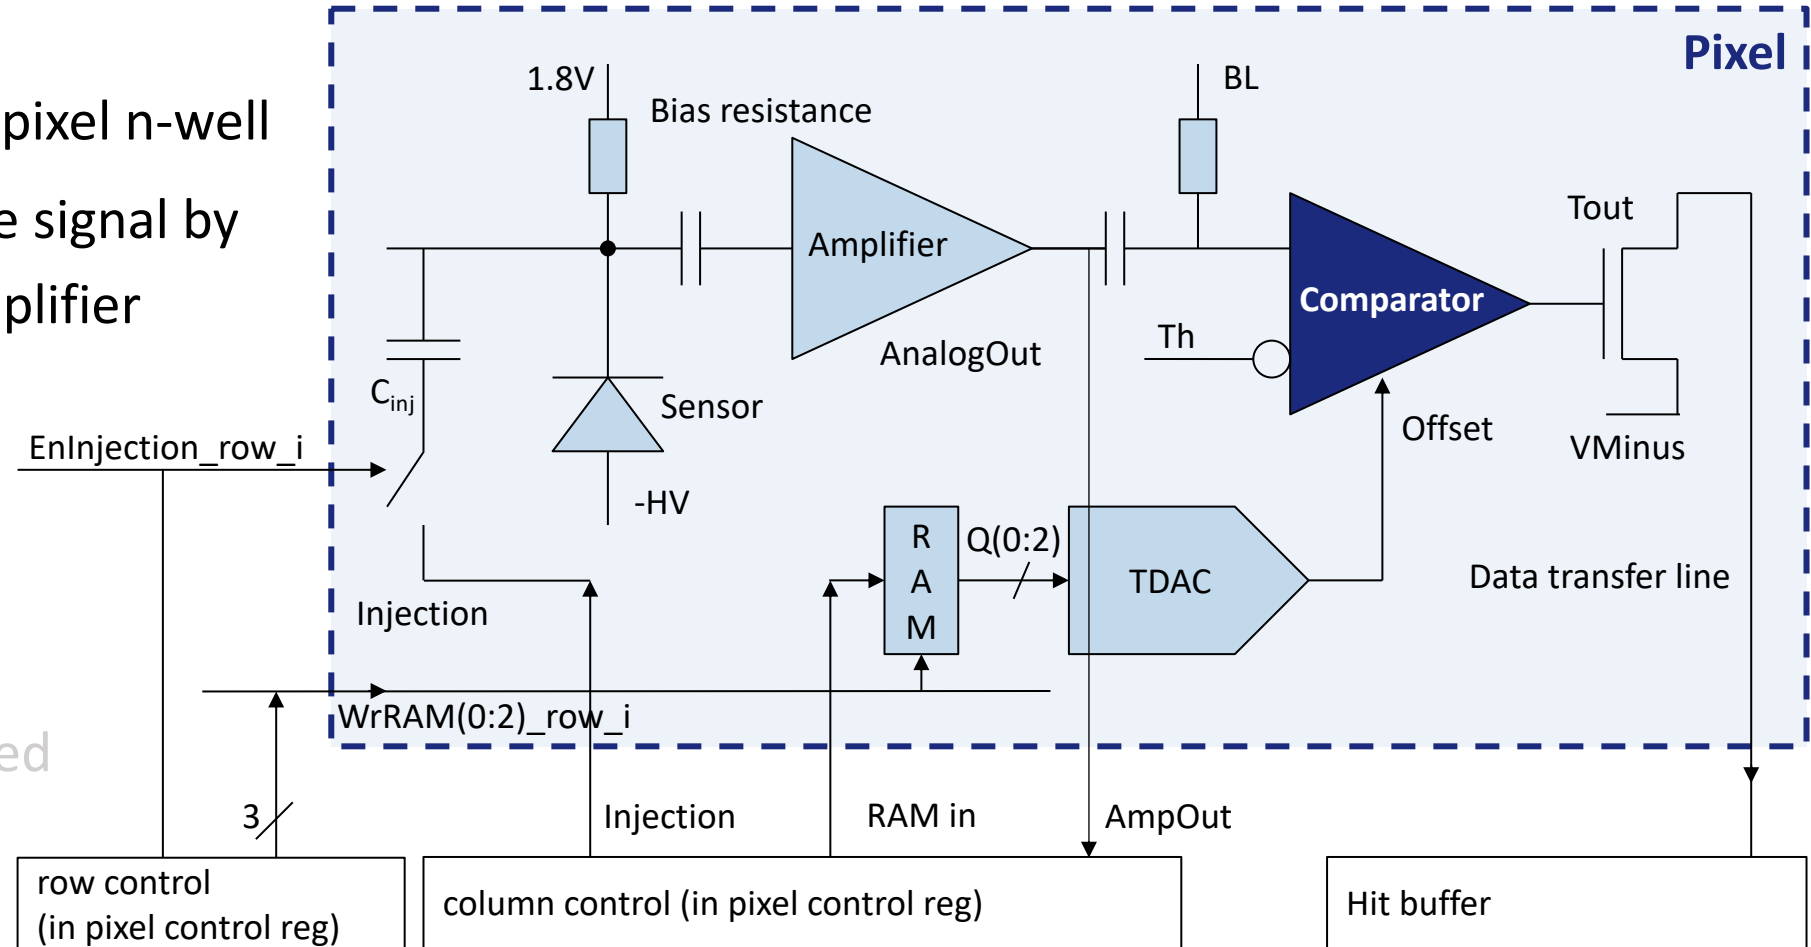 Pixel
1.8V
BL
pixel n-well
Bias resistance
e signal by
Tout
Amplifier
plifier
Comparator
Th
AnalogOut
Cinj
Sensor
Offset
EnInjection_row_i
VMinus
-HV
R
A
M
Q(0:2)
TDAC
Data transfer line
Injection
WrRAM(0:2)_row_i
ed
3
Injection
RAM in
AmpOut
row control
(in pixel control reg)
column control (in pixel control reg)
Hit buffer